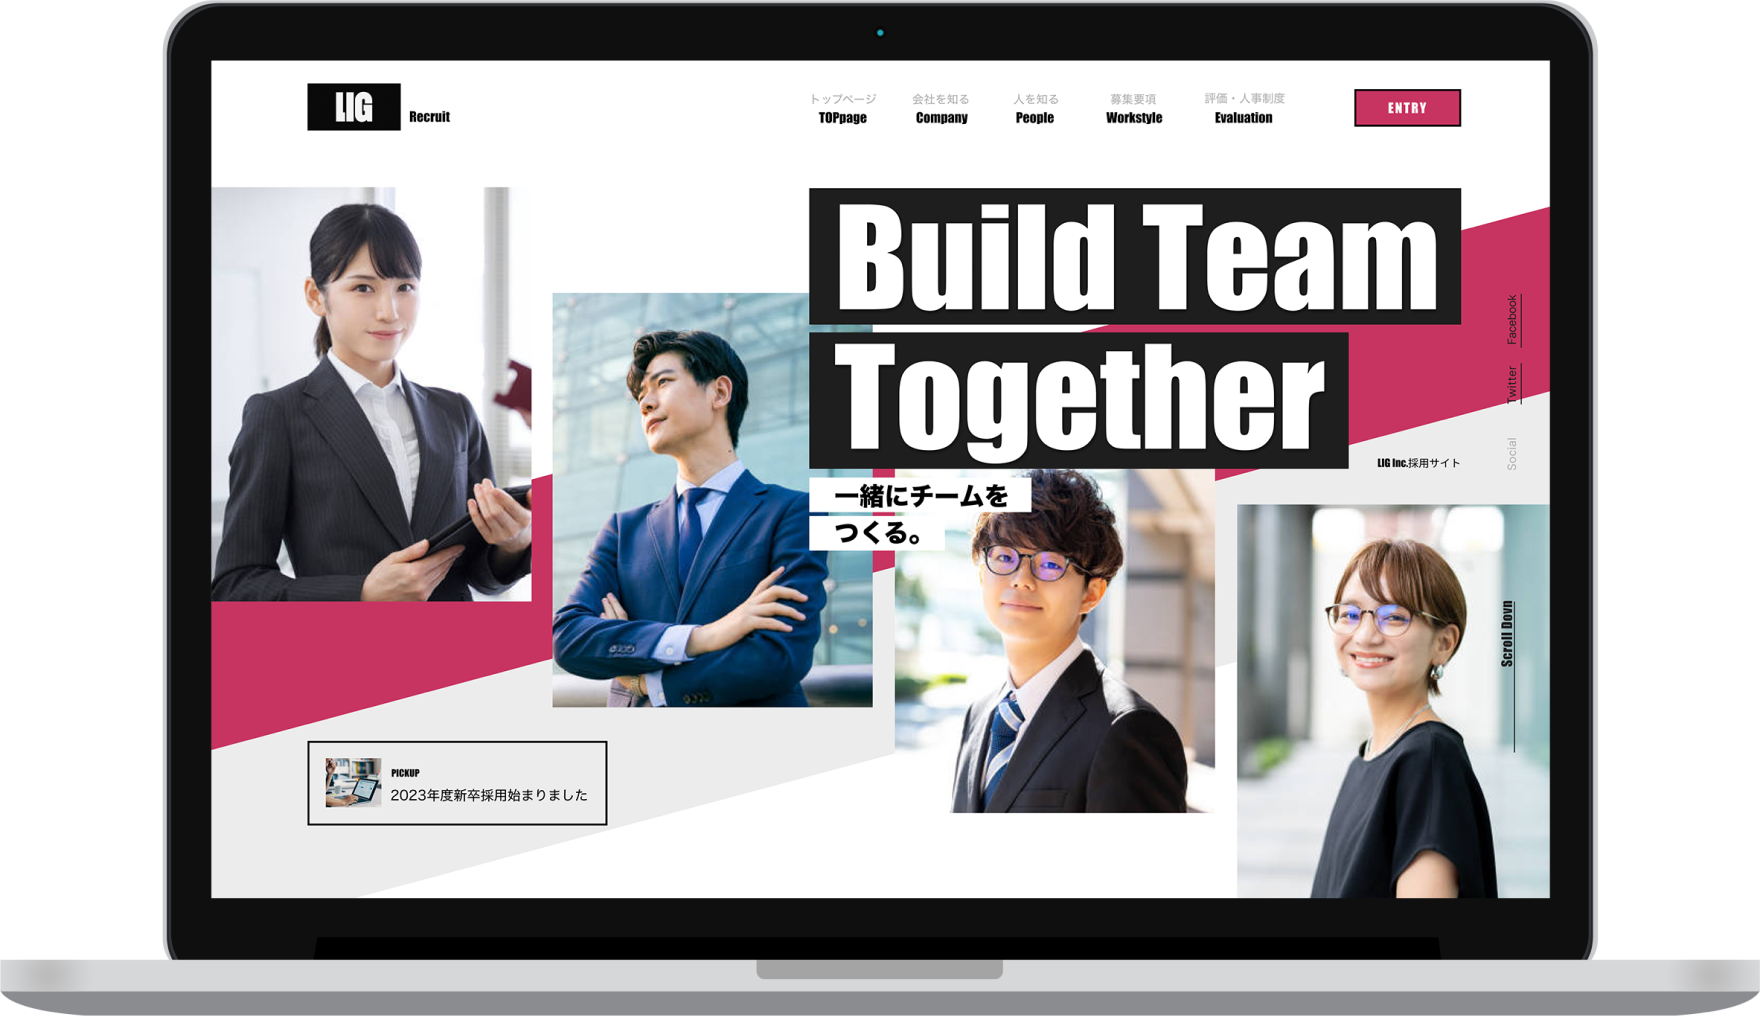 LIG
Recruit
トップページ
TOPpage
会社を知る
Company
人を知る
People
募集要項
Workstyle
評価・人事制度
Evaluation
ENTRY
Build Team
Together
一緒にチームを
つくる。
Facebook
Twitter
Social
LIG Inc.採用サイト
Scroll Dovn
PICKUP
2023年度新卒採用始まりました